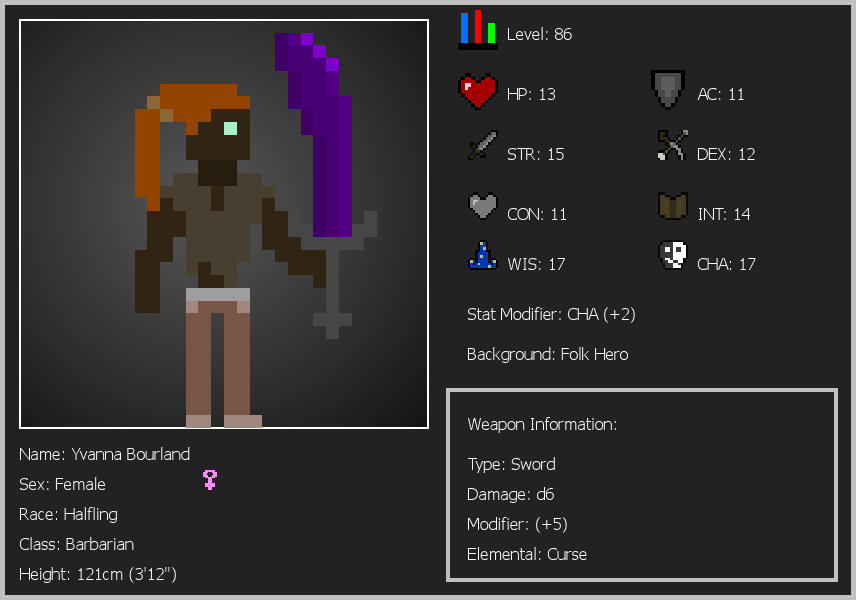 Level: 86
HP: 13
AC: 11
STR: 15
DEX: 12
CON: 11
INT: 14
WIS: 17
CHA: 17
Stat Modifier: CHA (+2)
Background: Folk Hero
Weapon Information:
Type: Sword
Damage: d6
Modifier: (+5)
Elemental: Curse
Name: Yvanna Bourland
Sex: Female
Race: Halfling
Class: Barbarian
Height: 121cm (3'12")